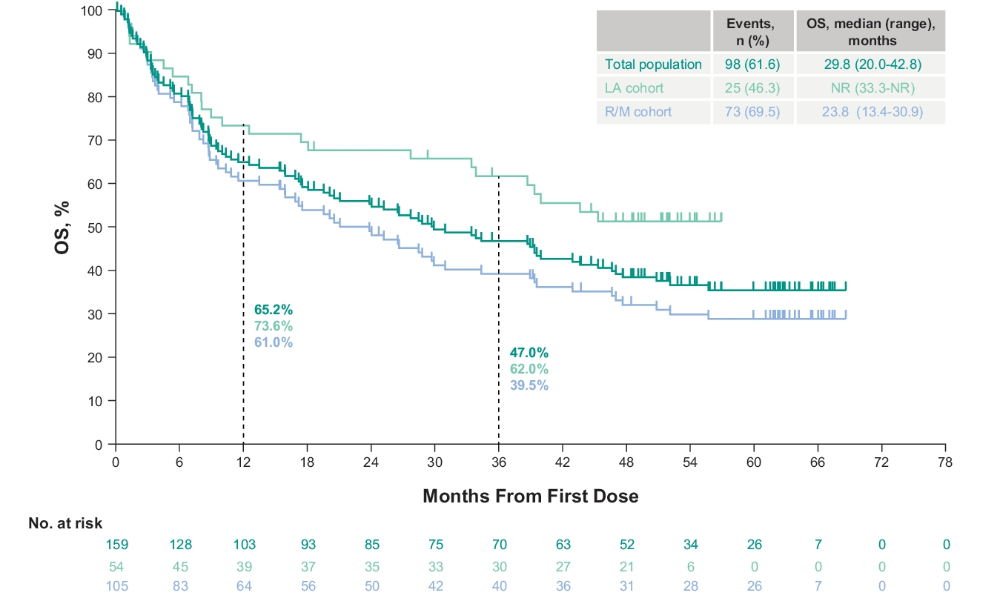 Events, n (%)
OS, median (range), months
Total population 98 (61.6) 29.8 (20.0-42.8)
LA cohort 25 (46.3) NR (33.3-NR)
R/M cohort 73 (69.5) 23.8 (13.4-30.9)
OS, %
100
90
80
70
60
50
40
30
20
10
0
65.2%
73.6%
61.0%
47.0%
62.0%
39.5%
0 6 12 18 24 30 36 42 48 54 60 66 72 78
Months From First Dose
No. at risk
159 128 103 93 85 75 70 63 52 34 26 7 0 0
54 45 39 37 35 33 30 27 21 6 0 0 0 0
105 83 64 56 50 42 40 36 31 28 26 7 0 0